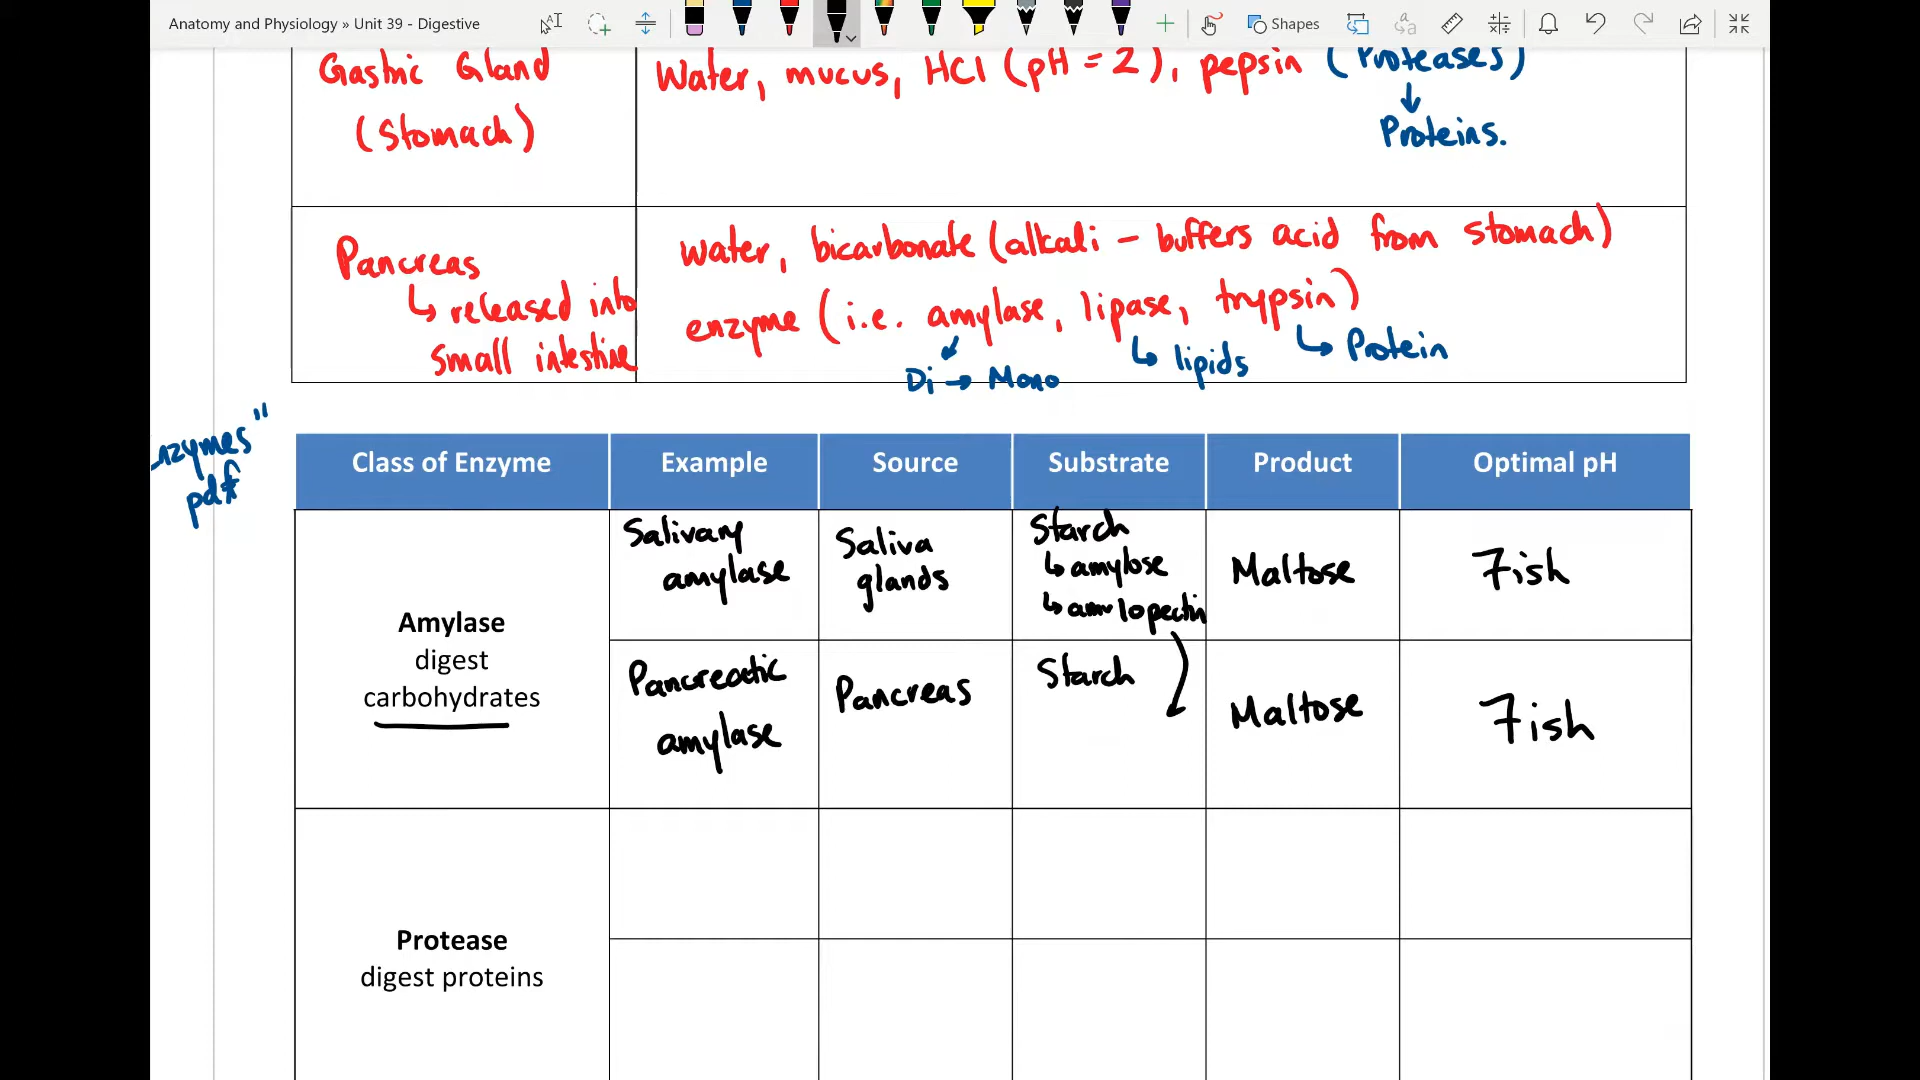 Anatomy and Physiology » Unit 39 - Digestive
Shapes
Gastric Gland
(Stomach)
Water, mucus, HCl (pH = 2), pepsin (Proteases)
↓
Proteins.
Pancreas
↳ released into
small intestine
Water, bicarbonate (alkali - buffers acid from stomach)
enzyme (i.e. amylase, lipase, trypsin)
Di → Mono
↳ lipids
↳ Protein
nzymes"
pdf
Class of Enzyme
Example
Source
Substrate
Product
Optimal pH
Amylase
digest
carbohydrates
Salivary
amylase
Saliva
glands
Starch
↳ amylose
↳ amylopectin
Maltose
7ish
Pancreatic
amylase
Pancreas
Starch
Maltose
7ish
Protease
digest proteins